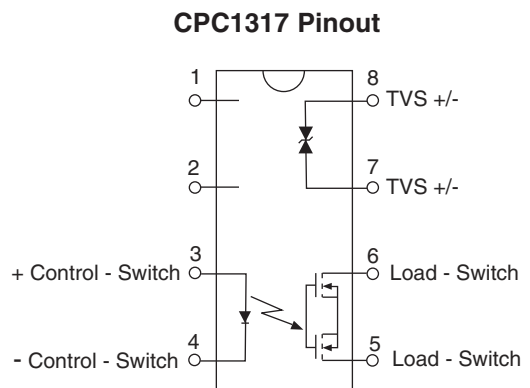 CPC1317 Pinout
1
8
TVS +/-
2
7
TVS +/-
3
+ Control - Switch
6
Load - Switch
4
- Control - Switch
5
Load - Switch